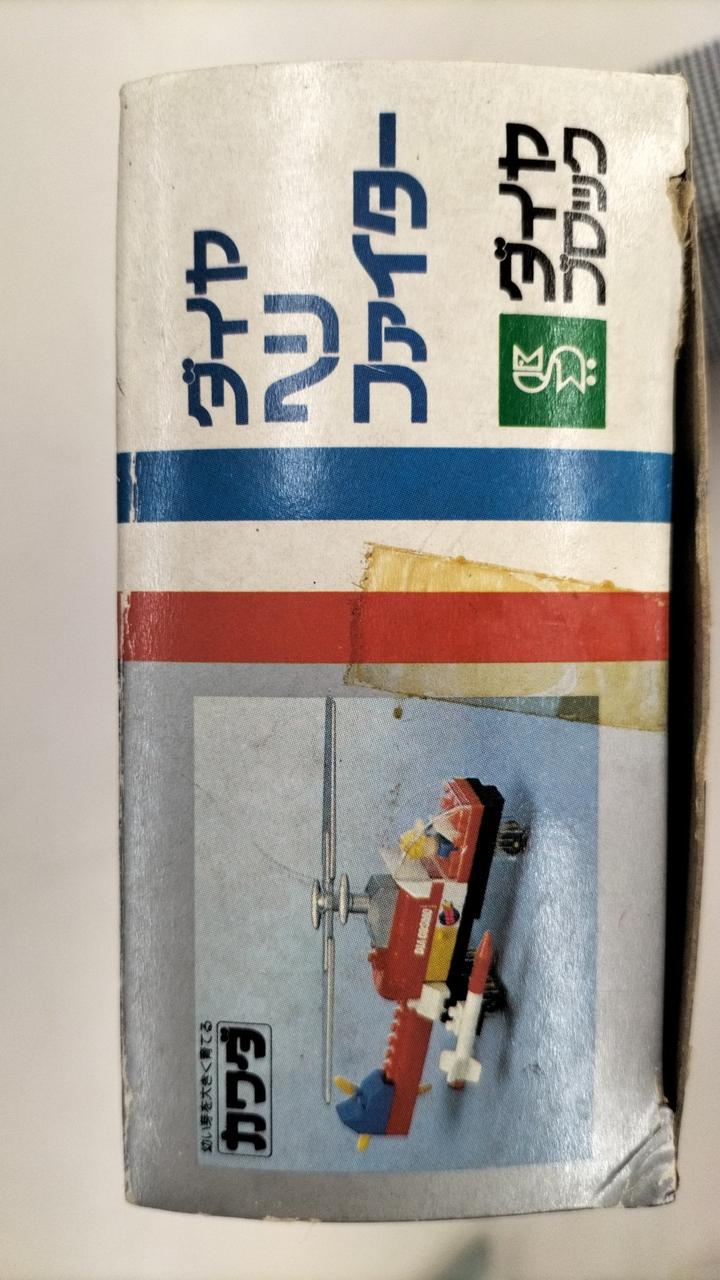 ダイヤ
ヘリ
ファイター
ダイヤ
ブロック
幼い芽を大きく育てる
カワダ